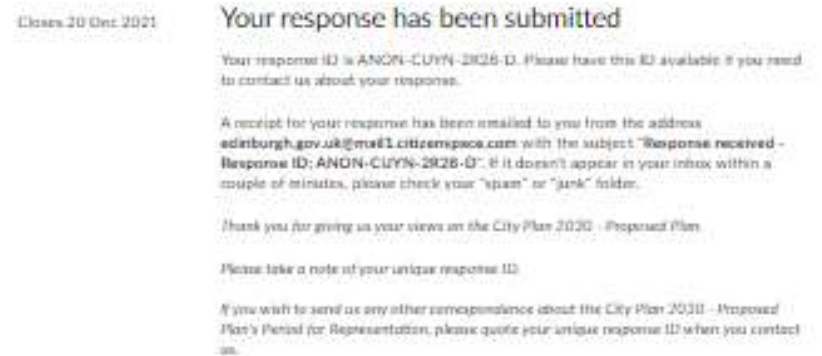 Closes 20 Dec 2021
Your response has been submitted
Your response ID is ANON-CUYN-2R26-D. Please have this ID available if you need
to contact us about your response.
A receipt for your response has been emailed to you from the address
edinburgh.gov.uk@mail1.citizenspace.com with the subject "Response received -
Response ID: ANON-CUYN-2R26-D". If it doesn't appear in your inbox within a
couple of minutes, please check your "spam" or "junk" folder.
Thank you for giving us your views on the City Plan 2030 - Proposed Plan.
Please take a note of your unique response ID.
If you wish to send us any other correspondence about the City Plan 2030 - Proposed
Plan's Period for Representation, please quote your unique response ID when you contact
us.